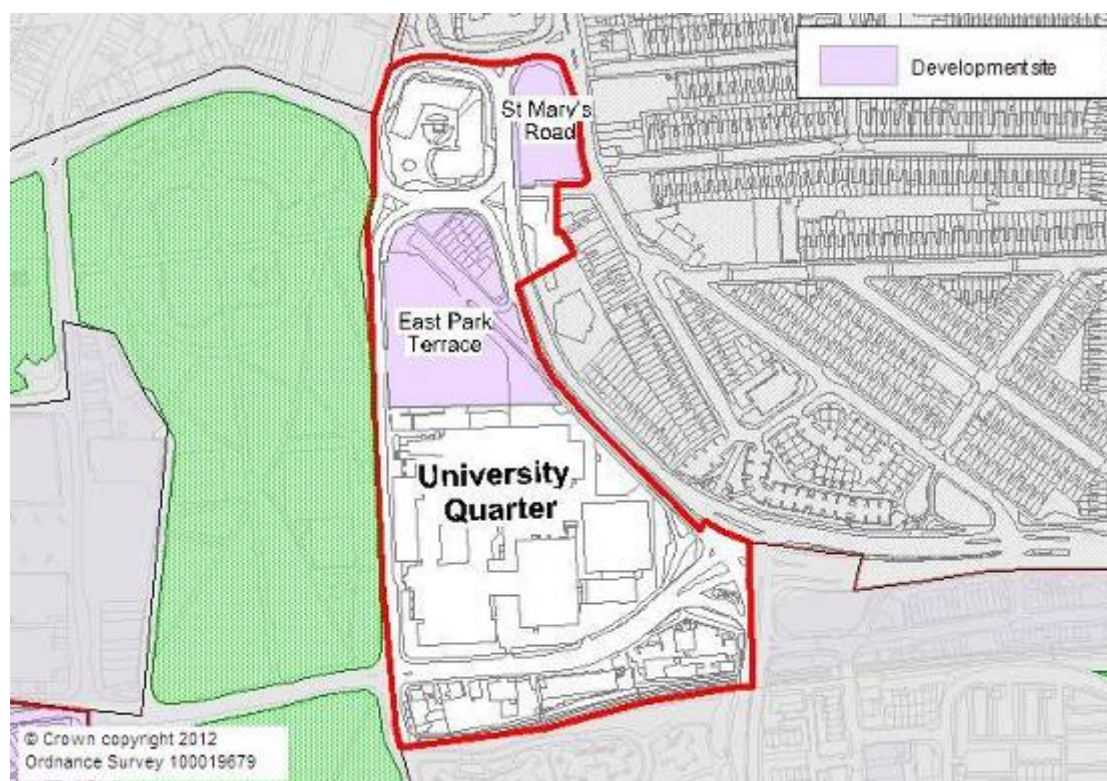 Development site
St Mary's
Road
East Park
Terrace
University
Quarter
© Crown copyright 2012
Ordnance Survey 100019679